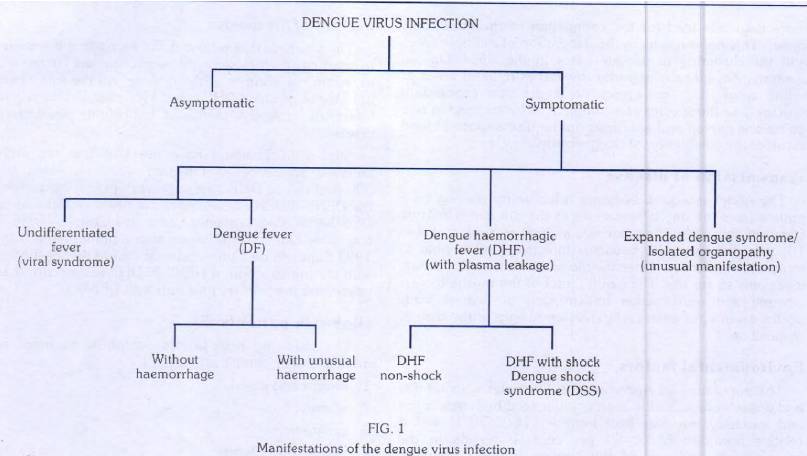 DENGUE VIRUS INFECTION
Asymptomatic
Symptomatic
Undifferentiated
fever
(viral syndrome)
Dengue fever
(DF)
Dengue haemorrhagic
fever (DHF)
(with plasma leakage)
Expanded dengue syndrome/
Isolated organopathy
(unusual manifestation)
Without
haemorrhage
With unusual
haemorrhage
DHF
non-shock
DHF with shock
Dengue shock
syndrome (DSS)
FIG. 1
Manifestations of the dengue virus infection